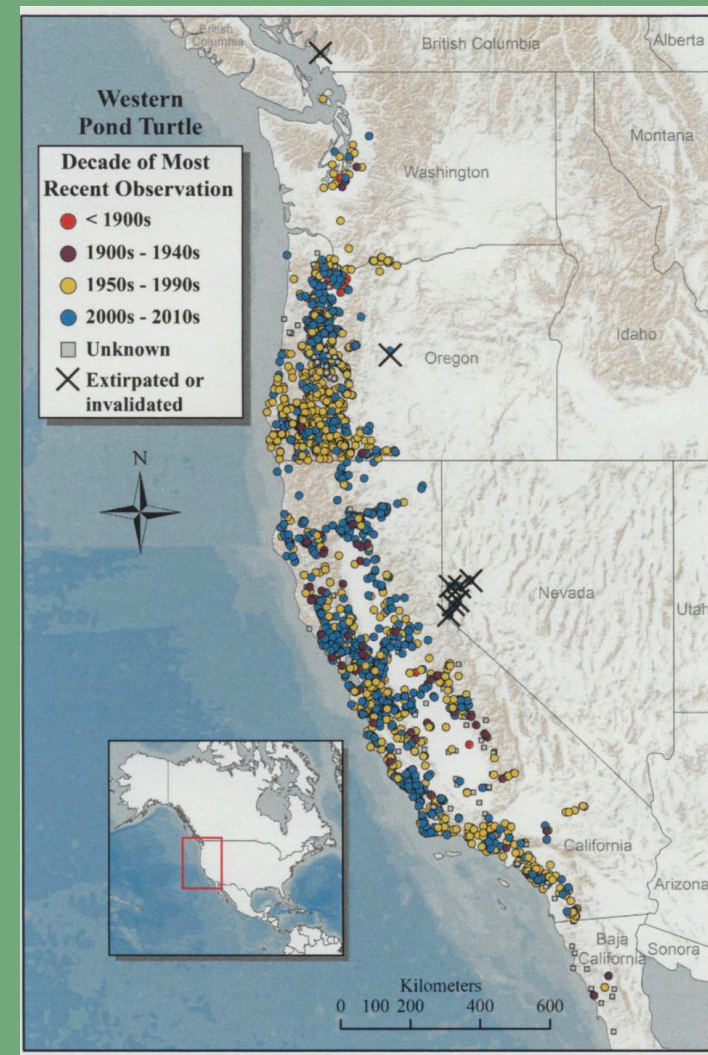 British
Columbia
British Columbia
Alberta
Western
Pond Turtle
Decade of Most
Recent Observation
< 1900s
1900s - 1940s
1950s - 1990s
2000s - 2010s
Unknown
Extirpated or
invalidated
Montana
Washington
Idaho
Oregon
N
Nevada
Utah
California
Arizona
Baja
California
Sonora
Kilometers
0 100 200 400 600